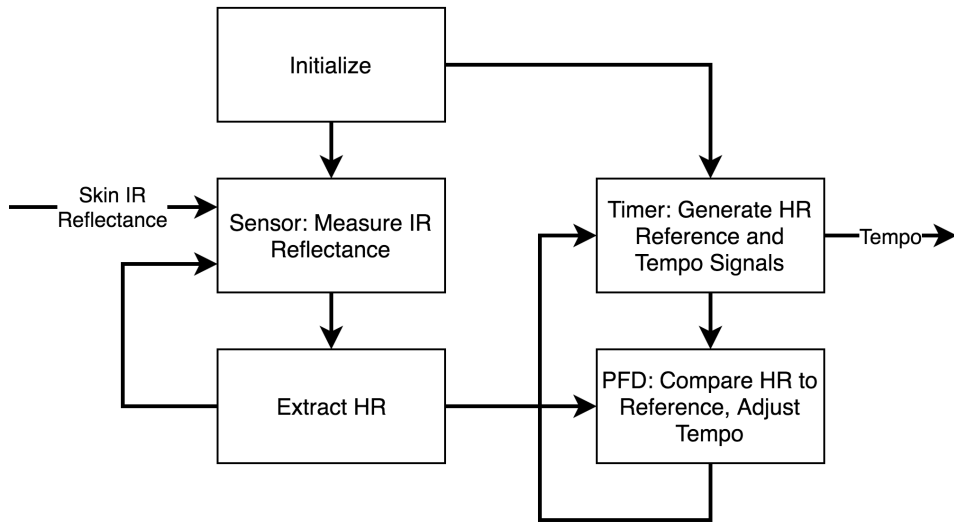 Initialize
Skin IR
Reflectance
Sensor: Measure IR
Reflectance
Timer: Generate HR
Reference and
Tempo Signals
Tempo
Extract HR
PFD: Compare HR to
Reference, Adjust
Tempo